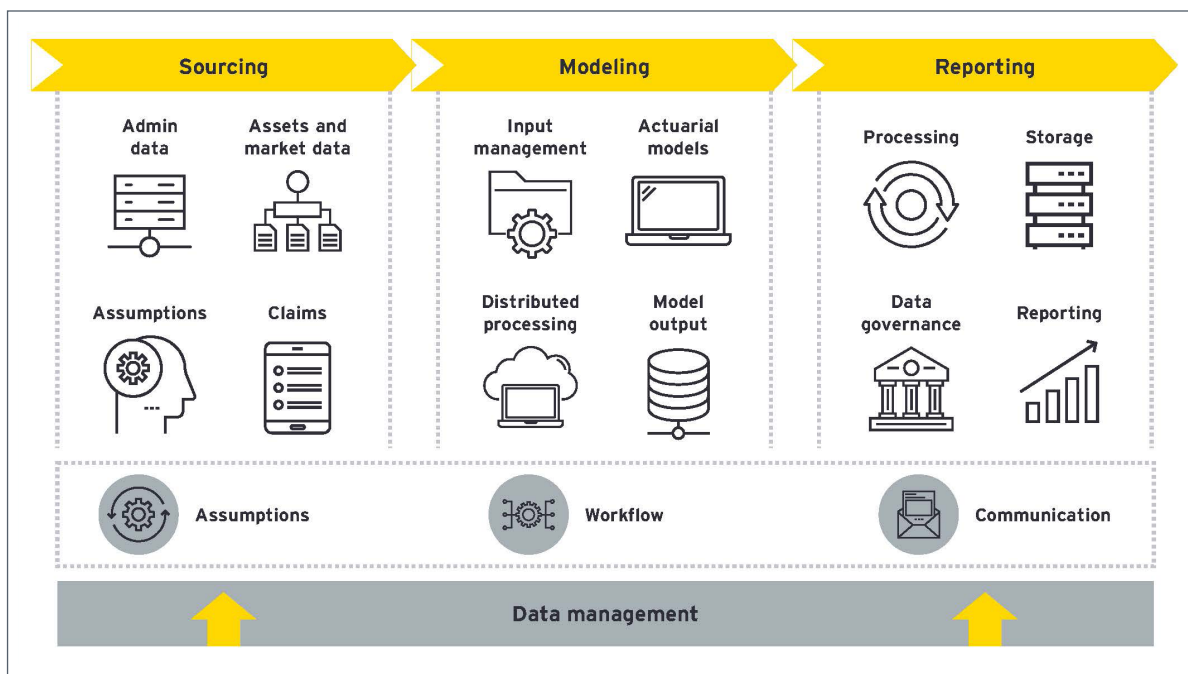 Sourcing
Modeling
Reporting
Admin
data
Assets and
market data
Assumptions
Claims
Input
management
Actuarial
models
Distributed
processing
Model
output
Processing
Storage
Data
governance
Reporting
Assumptions
Workflow
Communication
Data management